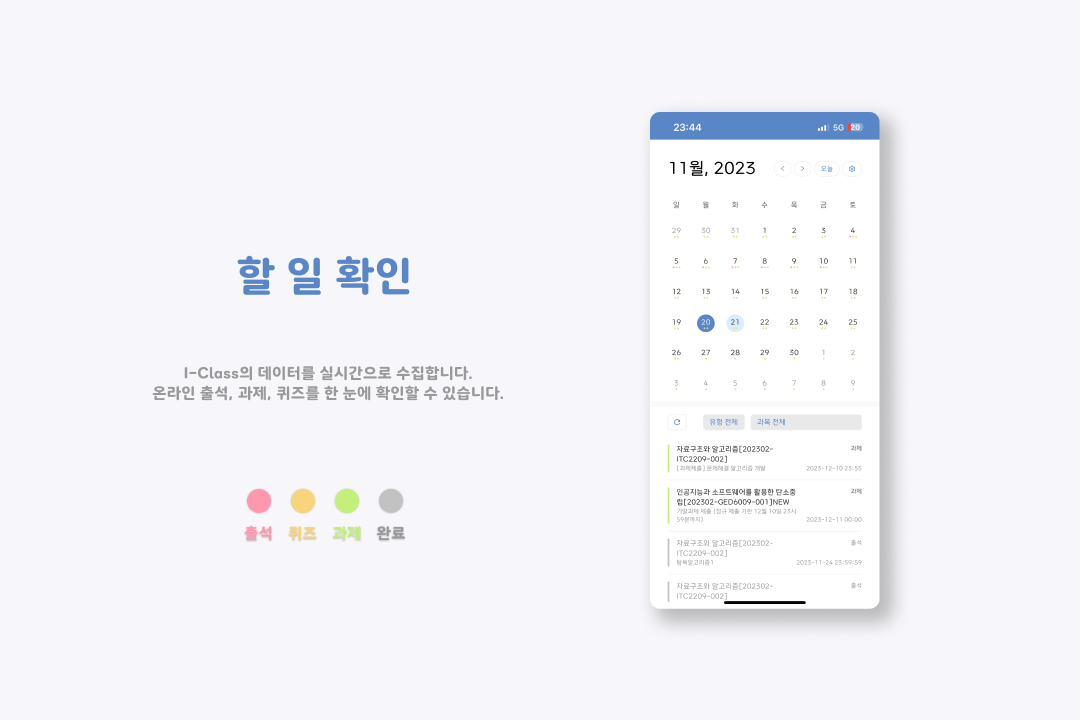 할 일 확인
I-Class의 데이터를 실시간으로 수집합니다.
온라인 출석, 과제, 퀴즈를 한 눈에 확인할 수 있습니다.
출석 퀴즈 과제 완료
23:44 5G 20
11월, 2023 < > 오늘
일 월 화 수 목 금 토
29 30 31 1 2 3 4
5 6 7 8 9 10 11
12 13 14 15 16 17 18
19 20 21 22 23 24 25
26 27 28 29 30 1 2
3 4 5 6 7 8 9
유형 전체 과목 전체
자료구조와 알고리즘[202302- 과제
ITC2209-002]
[과제제출] 문제해결 알고리즘 개발 2023-12-10 23:55
인공지능과 소프트웨어를 활용한 탄소중 과제
립[202302-GED6009-001]NEW
기말과제 제출 (정규 제출 기한 12월 10일 23시
59분까지) 2023-12-11 00:00
자료구조와 알고리즘[202302- 출석
ITC2209-002]
탐욕알고리즘1 2023-11-24 23:59:59
자료구조와 알고리즘[202302- 출석
ITC2209-002]